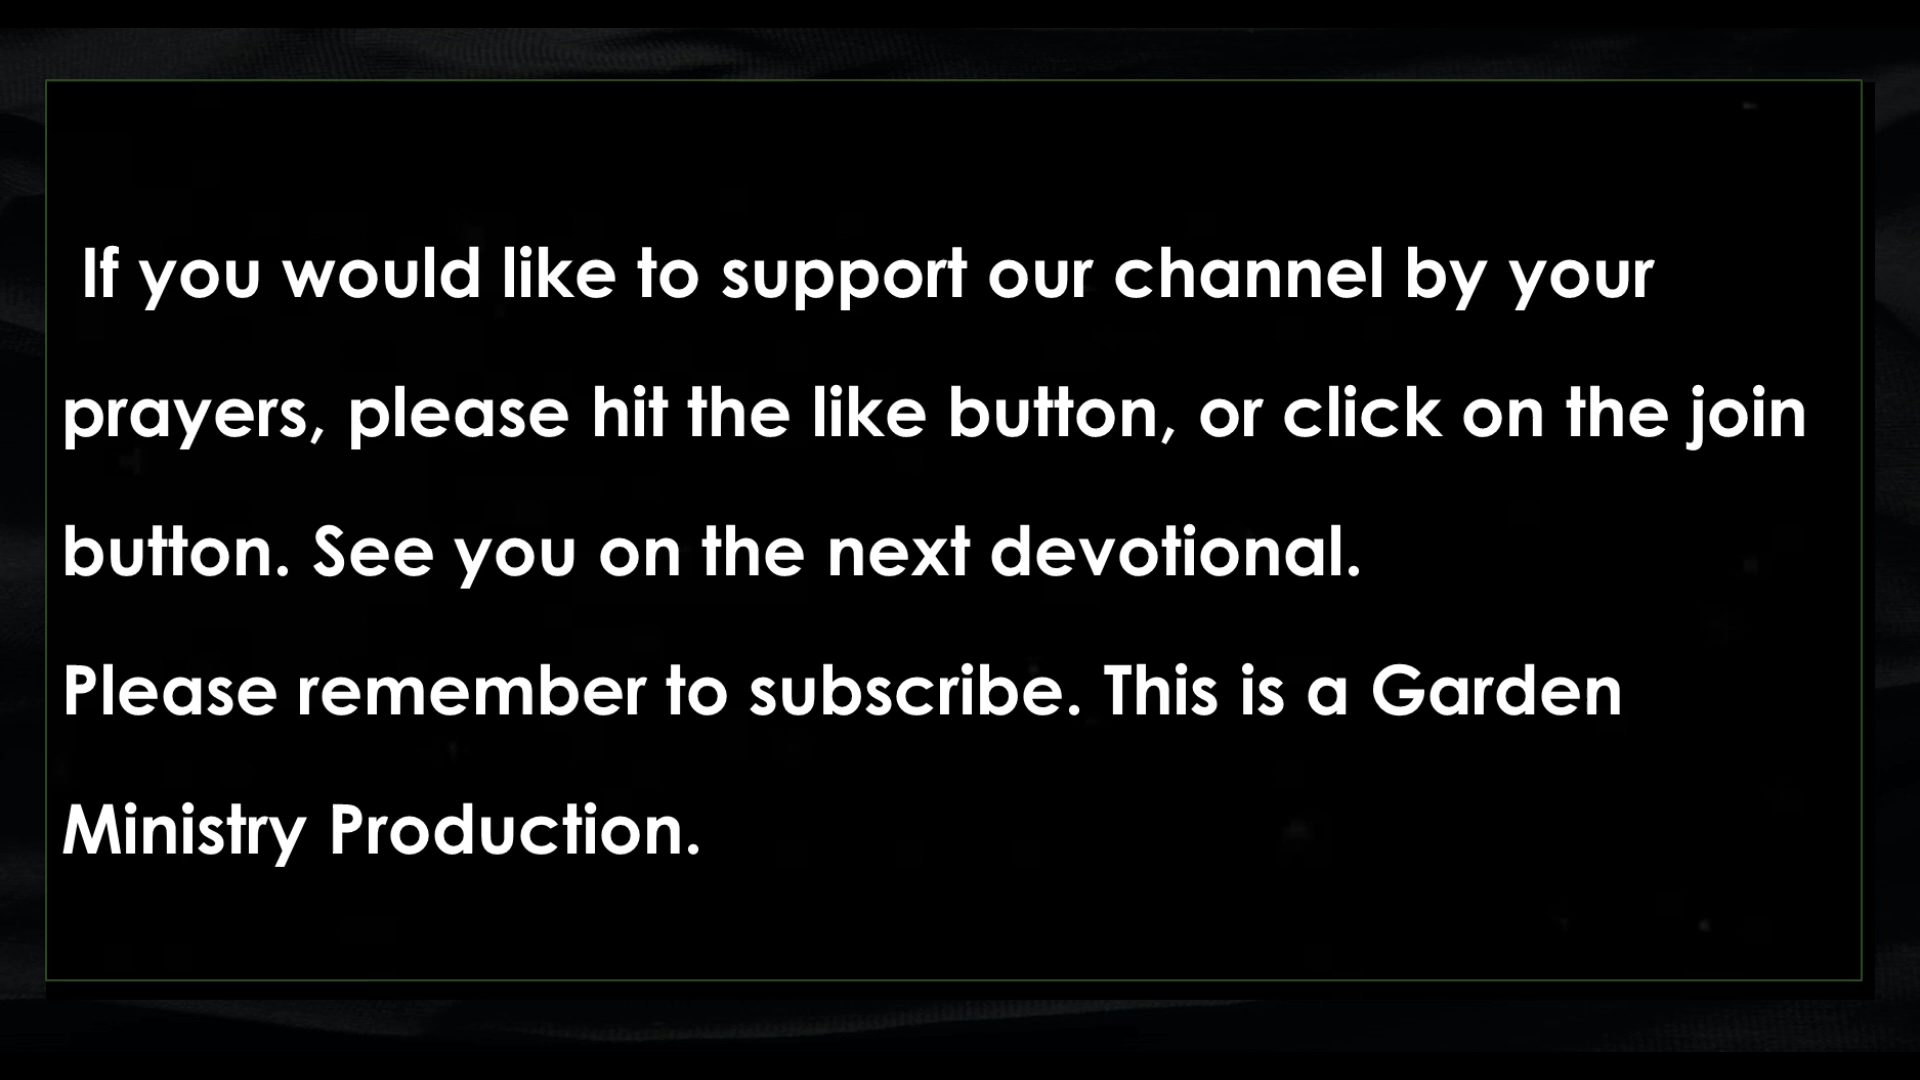 If you would like to support our channel by your
prayers, please hit the like button, or click on the join
button. See you on the next devotional.
Please remember to subscribe. This is a Garden
Ministry Production.